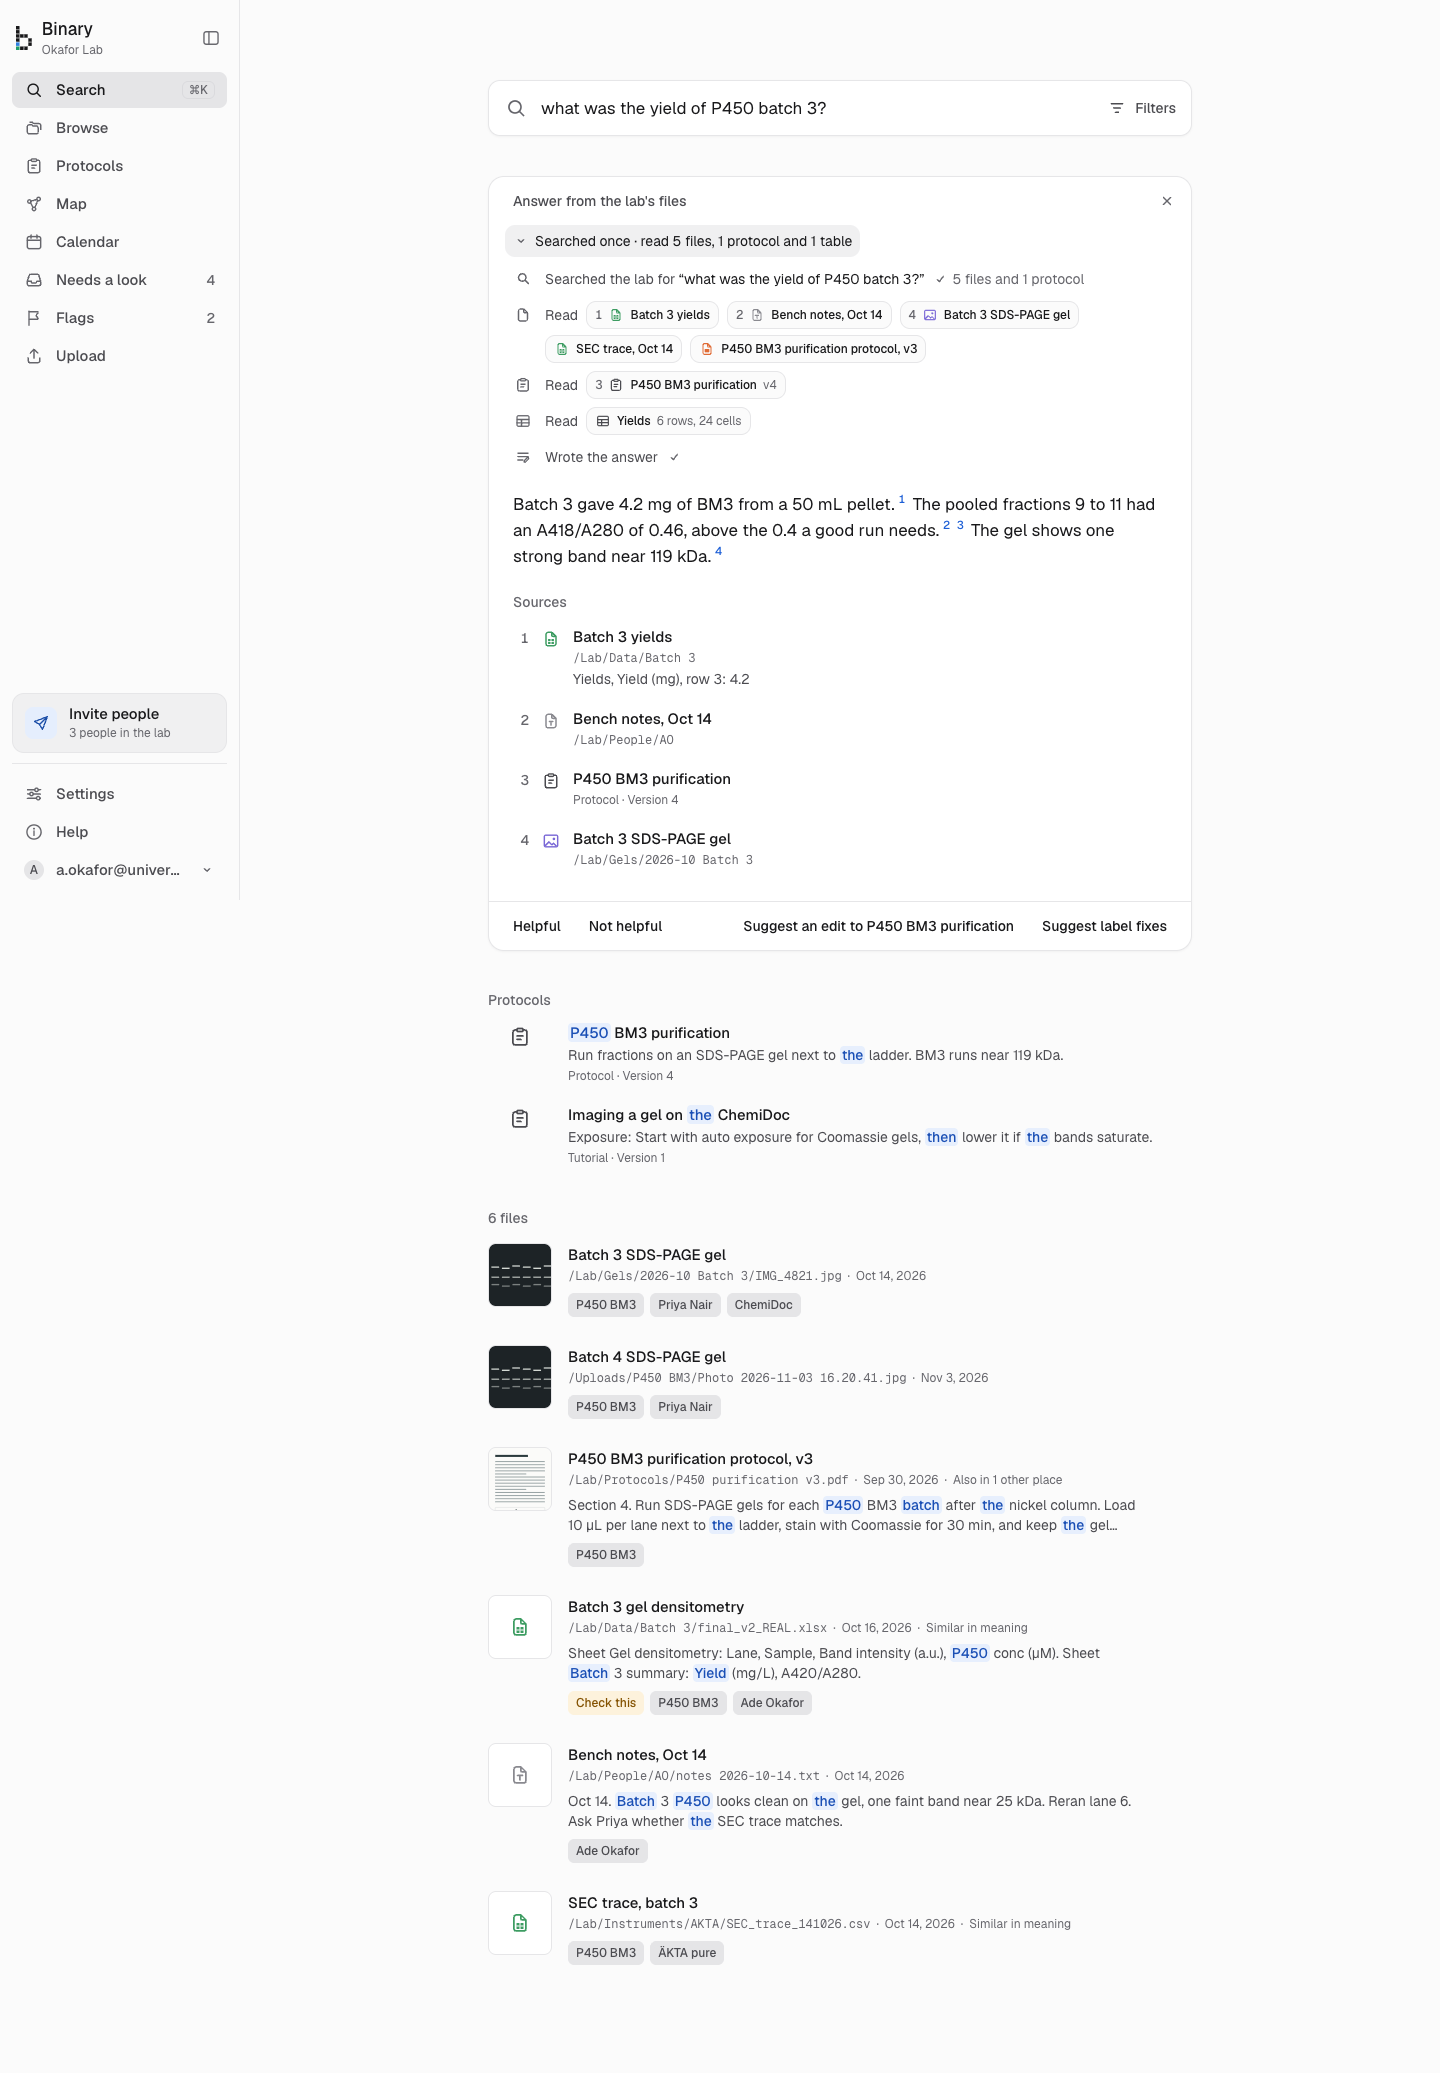 Binary
Okafor Lab
Search ⌘K
Browse
Protocols
Map
Calendar
Needs a look 4
Flags 2
Upload
Invite people
3 people in the lab
Settings
Help
A a.okafor@univer...
what was the yield of P450 batch 3?
Filters
Answer from the lab's files
Searched once · read 5 files, 1 protocol and 1 table
Searched the lab for “what was the yield of P450 batch 3?” ✓ 5 files and 1 protocol
Read 1 Batch 3 yields 2 Bench notes, Oct 14 4 Batch 3 SDS-PAGE gel
SEC trace, Oct 14 P450 BM3 purification protocol, v3
Read 3 P450 BM3 purification v4
Read Yields 6 rows, 24 cells
Wrote the answer ✓
Batch 3 gave 4.2 mg of BM3 from a 50 mL pellet. 1 The pooled fractions 9 to 11 had
an A418/A280 of 0.46, above the 0.4 a good run needs. 2 3 The gel shows one
strong band near 119 kDa. 4
Sources
1 Batch 3 yields
/Lab/Data/Batch 3
Yields, Yield (mg), row 3: 4.2
2 Bench notes, Oct 14
/Lab/People/AO
3 P450 BM3 purification
Protocol · Version 4
4 Batch 3 SDS-PAGE gel
/Lab/Gels/2026-10 Batch 3
Helpful Not helpful Suggest an edit to P450 BM3 purification Suggest label fixes
Protocols
P450 BM3 purification
Run fractions on an SDS-PAGE gel next to the ladder. BM3 runs near 119 kDa.
Protocol · Version 4
Imaging a gel on the ChemiDoc
Exposure: Start with auto exposure for Coomassie gels, then lower it if the bands saturate.
Tutorial · Version 1
6 files
Batch 3 SDS-PAGE gel
/Lab/Gels/2026-10 Batch 3/IMG_4821.jpg · Oct 14, 2026
P450 BM3 Priya Nair ChemiDoc
Batch 4 SDS-PAGE gel
/Uploads/P450 BM3/Photo 2026-11-03 16.20.41.jpg · Nov 3, 2026
P450 BM3 Priya Nair
P450 BM3 purification protocol, v3
/Lab/Protocols/P450 purification v3.pdf · Sep 30, 2026 · Also in 1 other place
Section 4. Run SDS-PAGE gels for each P450 BM3 batch after the nickel column. Load
10 µL per lane next to the ladder, stain with Coomassie for 30 min, and keep the gel…
P450 BM3
Batch 3 gel densitometry
/Lab/Data/Batch 3/final_v2_REAL.xlsx · Oct 16, 2026 · Similar in meaning
Sheet Gel densitometry: Lane, Sample, Band intensity (a.u.), P450 conc (µM). Sheet
Batch 3 summary: Yield (mg/L), A420/A280.
Check this P450 BM3 Ade Okafor
Bench notes, Oct 14
/Lab/People/AO/notes 2026-10-14.txt · Oct 14, 2026
Oct 14. Batch 3 P450 looks clean on the gel, one faint band near 25 kDa. Reran lane 6.
Ask Priya whether the SEC trace matches.
Ade Okafor
SEC trace, batch 3
/Lab/Instruments/AKTA/SEC_trace_141026.csv · Oct 14, 2026 · Similar in meaning
P450 BM3 ÄKTA pure